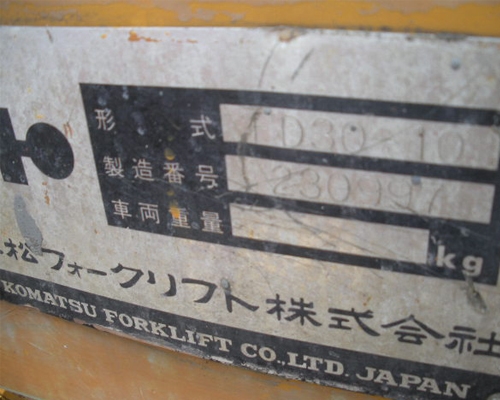 形式 FD30-10
製造番号 230997
車両重量 kg
松フォークリフト株式会社
KOMATSU FORKLIFT CO.,LTD. JAPAN